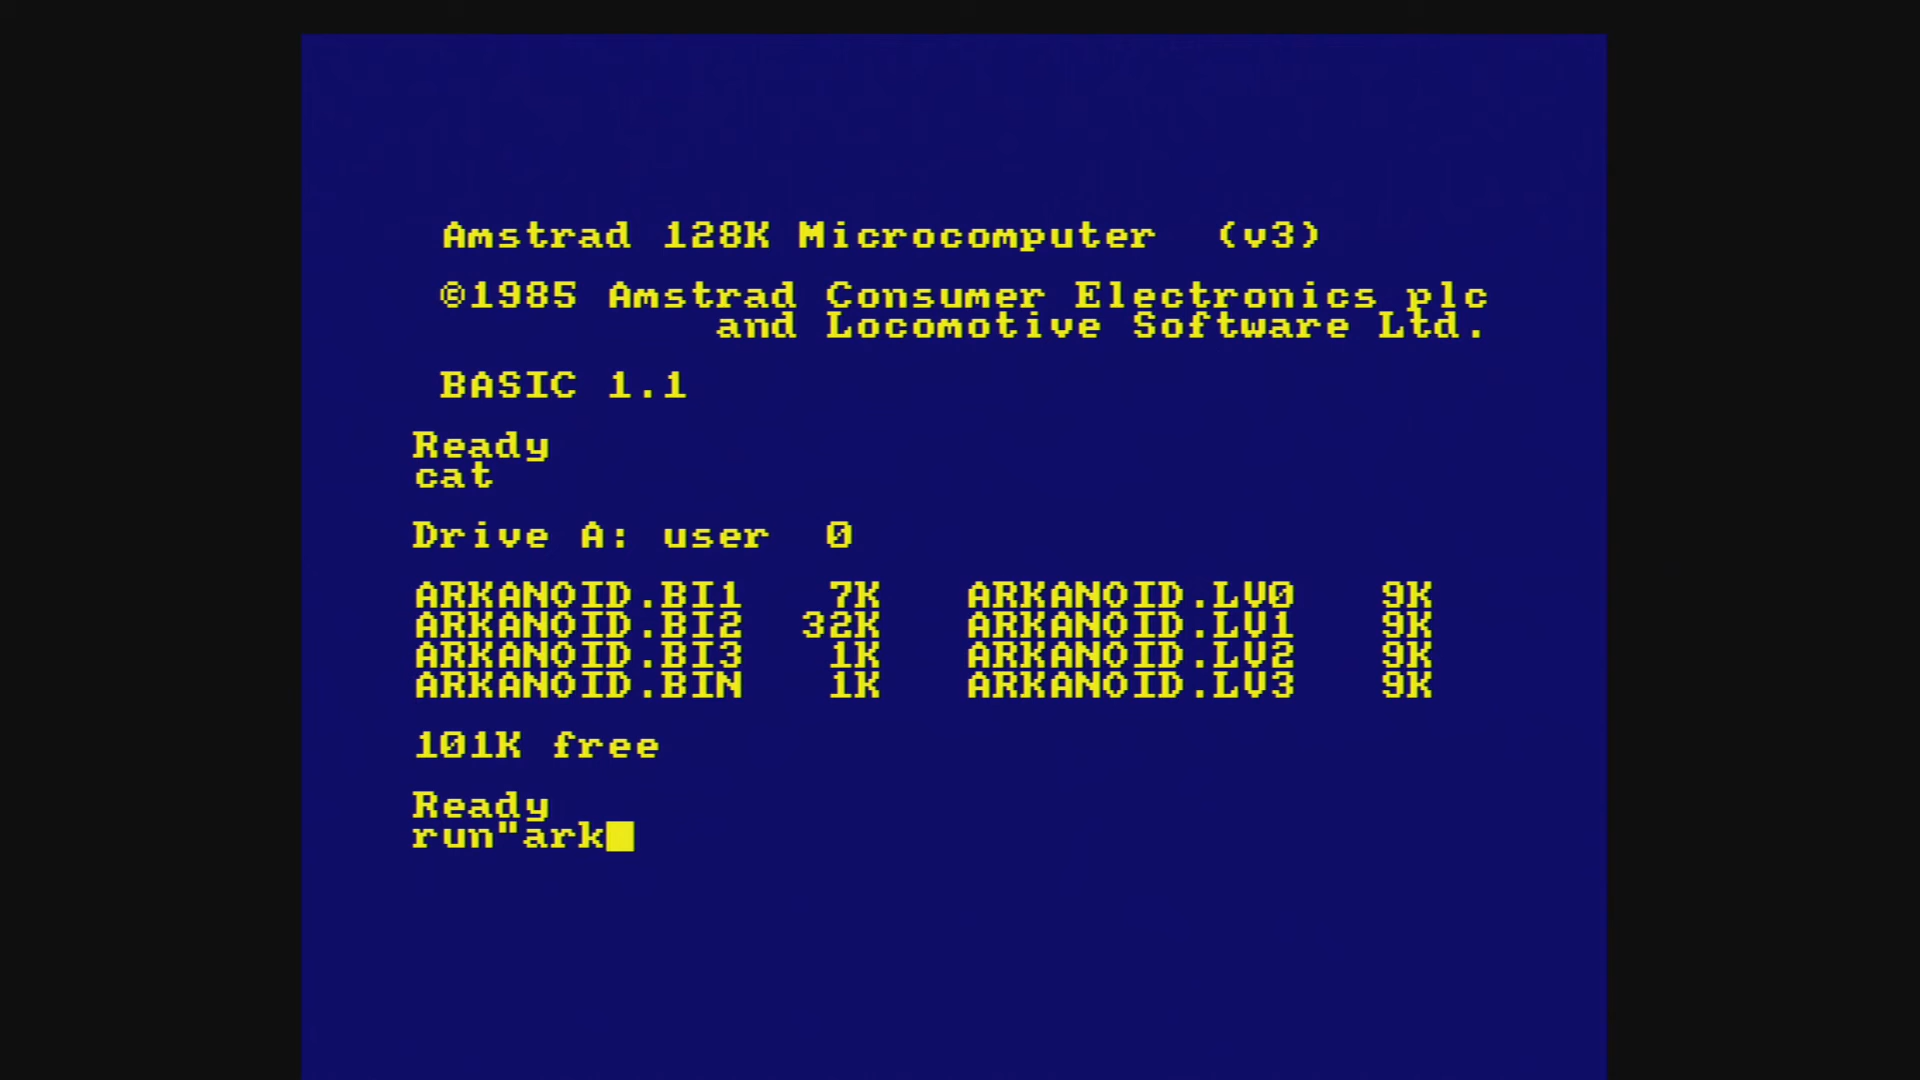 Amstrad 128K Microcomputer (v3)
©1985 Amstrad Consumer Electronics plc
and Locomotive Software Ltd.
BASIC 1.1
Ready
cat
Drive A: user 0
ARKANOID.BI1 7K ARKANOID.LV0 9K
ARKANOID.BI2 32K ARKANOID.LV1 9K
ARKANOID.BI3 1K ARKANOID.LV2 9K
ARKANOID.BIN 1K ARKANOID.LV3 9K
101K free
Ready
run"ark